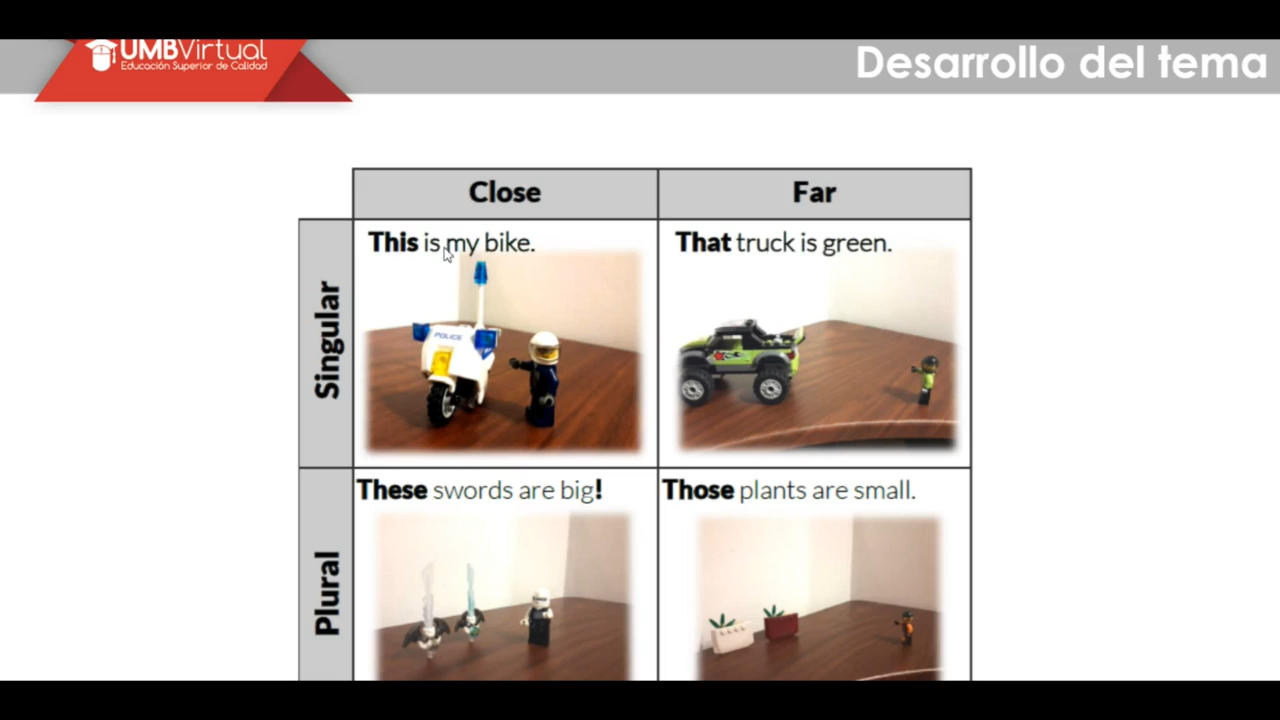 UMBVirtual
Educación Superior de Calidad
Desarrollo del tema
Close
Far
Singular
This is my bike.
That truck is green.
POLICE
Plural
These swords are big!
Those plants are small.